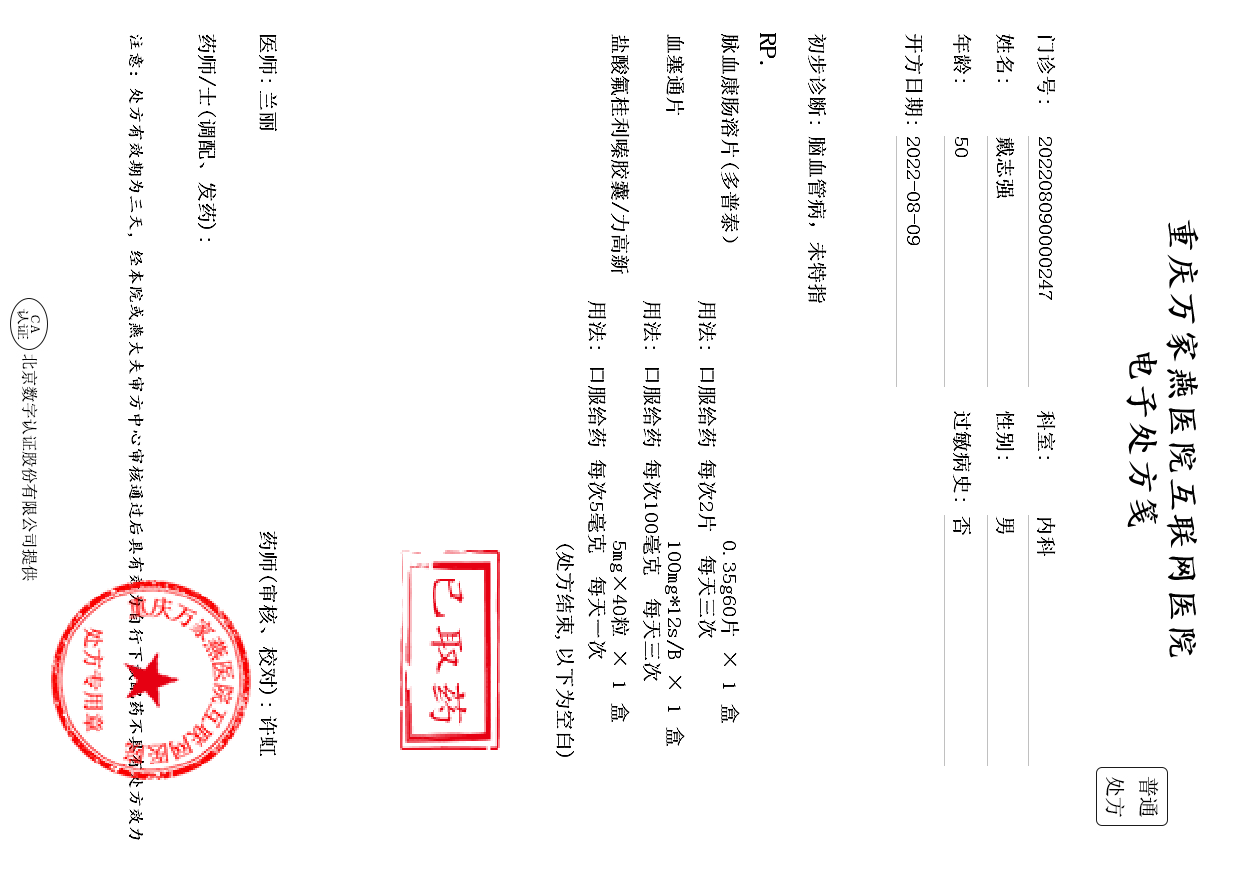 重庆万家燕医院互联网医院
电子处方笺
普通
处方
门诊号: 20220809000247 科室: 内科
姓名: 戴志强 性别: 男
年龄: 50 过敏病史: 否
开方日期: 2022-08-09
初步诊断: 脑血管病, 未特指
RP.
脉血康肠溶片(多普泰) 0.35g60片 × 1 盒
用法: 口服给药 每次2片 每天三次
血塞通片 100mg*12s/B × 1 盒
用法: 口服给药 每次100毫克 每天三次
盐酸氟桂利嗪胶囊/力高新 5mg×40粒 × 1 盒
用法: 口服给药 每次5毫克 每天一次
(处方结束, 以下为空白)
已取药
医师: 兰丽 药师(审核、校对): 许虹
药师/士(调配、发药):
注意: 处方有效期为三天, 经本院或燕大夫审方中心审核通过后具有 自行下 药不具有处方效力
重庆万家燕医院互联网医院
处方专用章
CA
认证
北京数字认证股份有限公司提供